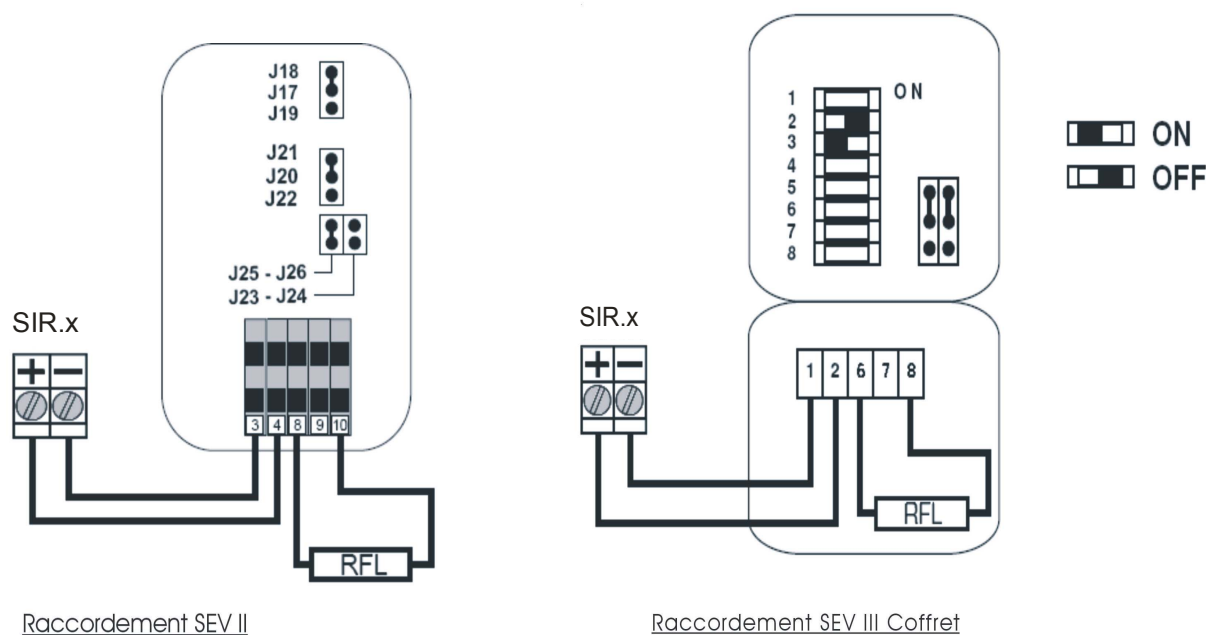 J18
J17
J19
J21
J20
J22
J25 - J26
J23 - J24
SIR.x
+ −
3 4 8 9 10
RFL
Raccordement SEV II
ON
1
2
3
4
5
6
7
8
SIR.x
+ −
1 2 6 7 8
RFL
Raccordement SEV III Coffret
ON
OFF